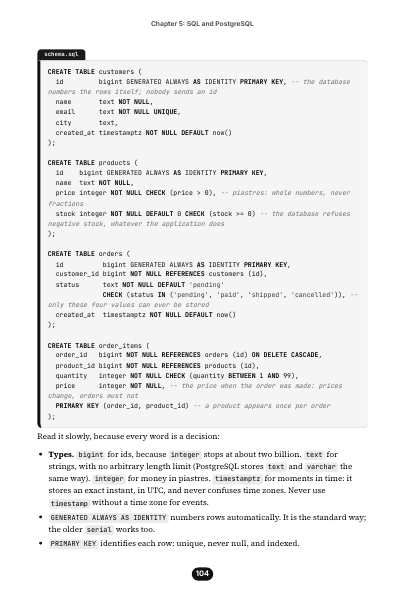 Chapter 5: SQL and PostgreSQL
schema.sql
CREATE TABLE customers (
id bigint GENERATED ALWAYS AS IDENTITY PRIMARY KEY, -- the database
numbers the rows itself; nobody sends an id
name text NOT NULL,
email text NOT NULL UNIQUE,
city text,
created_at timestamptz NOT NULL DEFAULT now()
);
CREATE TABLE products (
id bigint GENERATED ALWAYS AS IDENTITY PRIMARY KEY,
name text NOT NULL,
price integer NOT NULL CHECK (price > 0), -- piastres: whole numbers, never
fractions
stock integer NOT NULL DEFAULT 0 CHECK (stock >= 0) -- the database refuses
negative stock, whatever the application does
);
CREATE TABLE orders (
id bigint GENERATED ALWAYS AS IDENTITY PRIMARY KEY,
customer_id bigint NOT NULL REFERENCES customers (id),
status text NOT NULL DEFAULT 'pending'
CHECK (status IN ('pending', 'paid', 'shipped', 'cancelled')), --
only these four values can ever be stored
created_at timestamptz NOT NULL DEFAULT now()
);
CREATE TABLE order_items (
order_id bigint NOT NULL REFERENCES orders (id) ON DELETE CASCADE,
product_id bigint NOT NULL REFERENCES products (id),
quantity integer NOT NULL CHECK (quantity BETWEEN 1 AND 99),
price integer NOT NULL, -- the price when the order was made: prices
change, orders must not
PRIMARY KEY (order_id, product_id) -- a product appears once per order
);
Read it slowly, because every word is a decision:
• Types. bigint for ids, because integer stops at about two billion. text for
strings, with no arbitrary length limit (PostgreSQL stores text and varchar the
same way). integer for money in piastres. timestamptz for moments in time: it
stores an exact instant, in UTC, and never confuses time zones. Never use
timestamp without a time zone for events.
• GENERATED ALWAYS AS IDENTITY numbers rows automatically. It is the standard way;
the older serial works too.
• PRIMARY KEY identifies each row: unique, never null, and indexed.
104